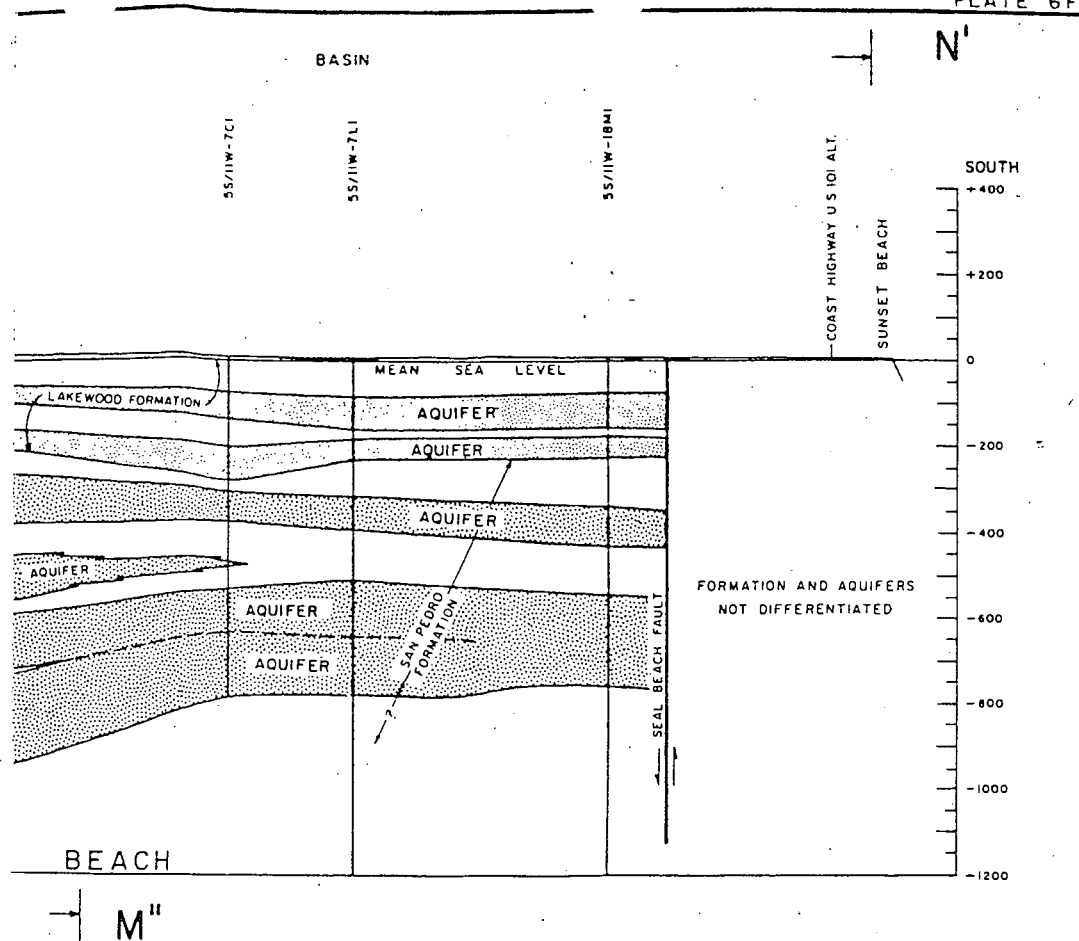 PLATE 6F
N'
BASIN
5S/11W-7C1
5S/11W-7L1
5S/11W-18M1
COAST HIGHWAY U S 101 ALT.
SUNSET BEACH
SOUTH
+400
+200
0
-200
-400
-600
-800
-1000
-1200
MEAN SEA LEVEL
LAKEWOOD FORMATION
AQUIFER
AQUIFER
AQUIFER
AQUIFER
AQUIFER
AQUIFER
SAN PEDRO
FORMATION
?
SEAL BEACH FAULT
FORMATION AND AQUIFERS
NOT DIFFERENTIATED
BEACH
M"